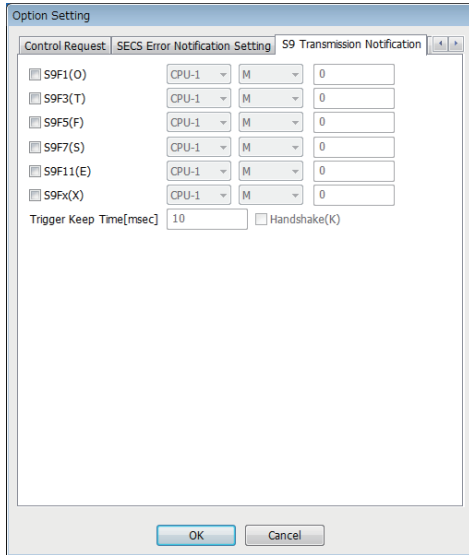 Option Setting
Control Request SECS Error Notification Setting S9 Transmission Notification
S9F1(O) CPU-1 M 0
S9F3(T) CPU-1 M 0
S9F5(F) CPU-1 M 0
S9F7(S) CPU-1 M 0
S9F11(E) CPU-1 M 0
S9Fx(X) CPU-1 M 0
Trigger Keep Time[msec] 10 Handshake(K)
OK Cancel